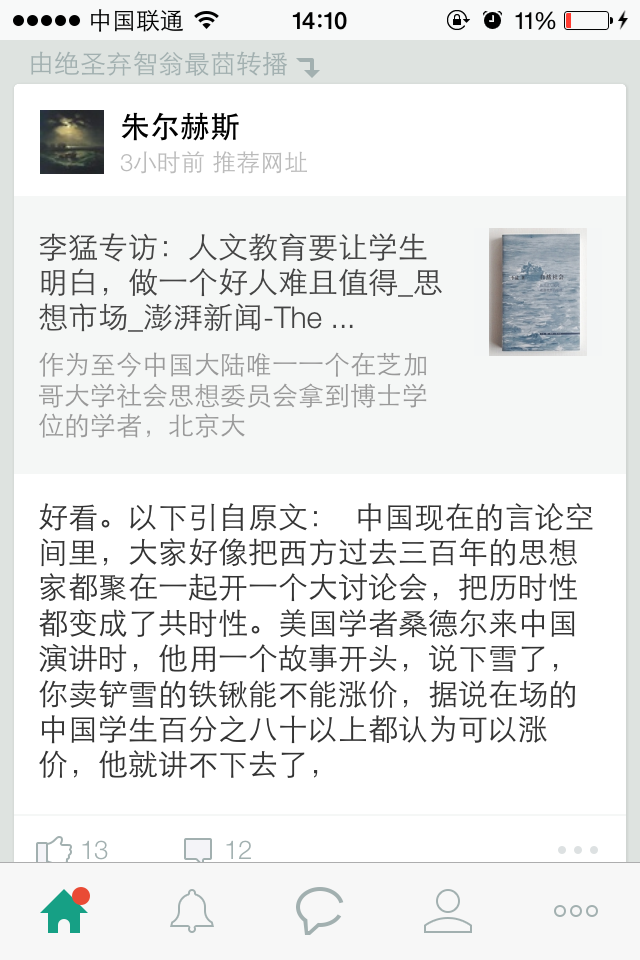 中国联通 14:10 11%
由绝圣弃智翁最莔转播
朱尔赫斯
3小时前 推荐网址
李猛专访：人文教育要让学生
明白，做一个好人难且值得_思
想市场_澎湃新闻-The ...
作为至今中国大陆唯一一个在芝加
哥大学社会思想委员会拿到博士学
位的学者，北京大
好看。以下引自原文： 中国现在的言论空
间里，大家好像把西方过去三百年的思想
家都聚在一起开一个大讨论会，把历时性
都变成了共时性。美国学者桑德尔来中国
演讲时，他用一个故事开头，说下雪了，
你卖铲雪的铁锹能不能涨价，据说在场的
中国学生百分之八十以上都认为可以涨
价，他就讲不下去了，
13 12